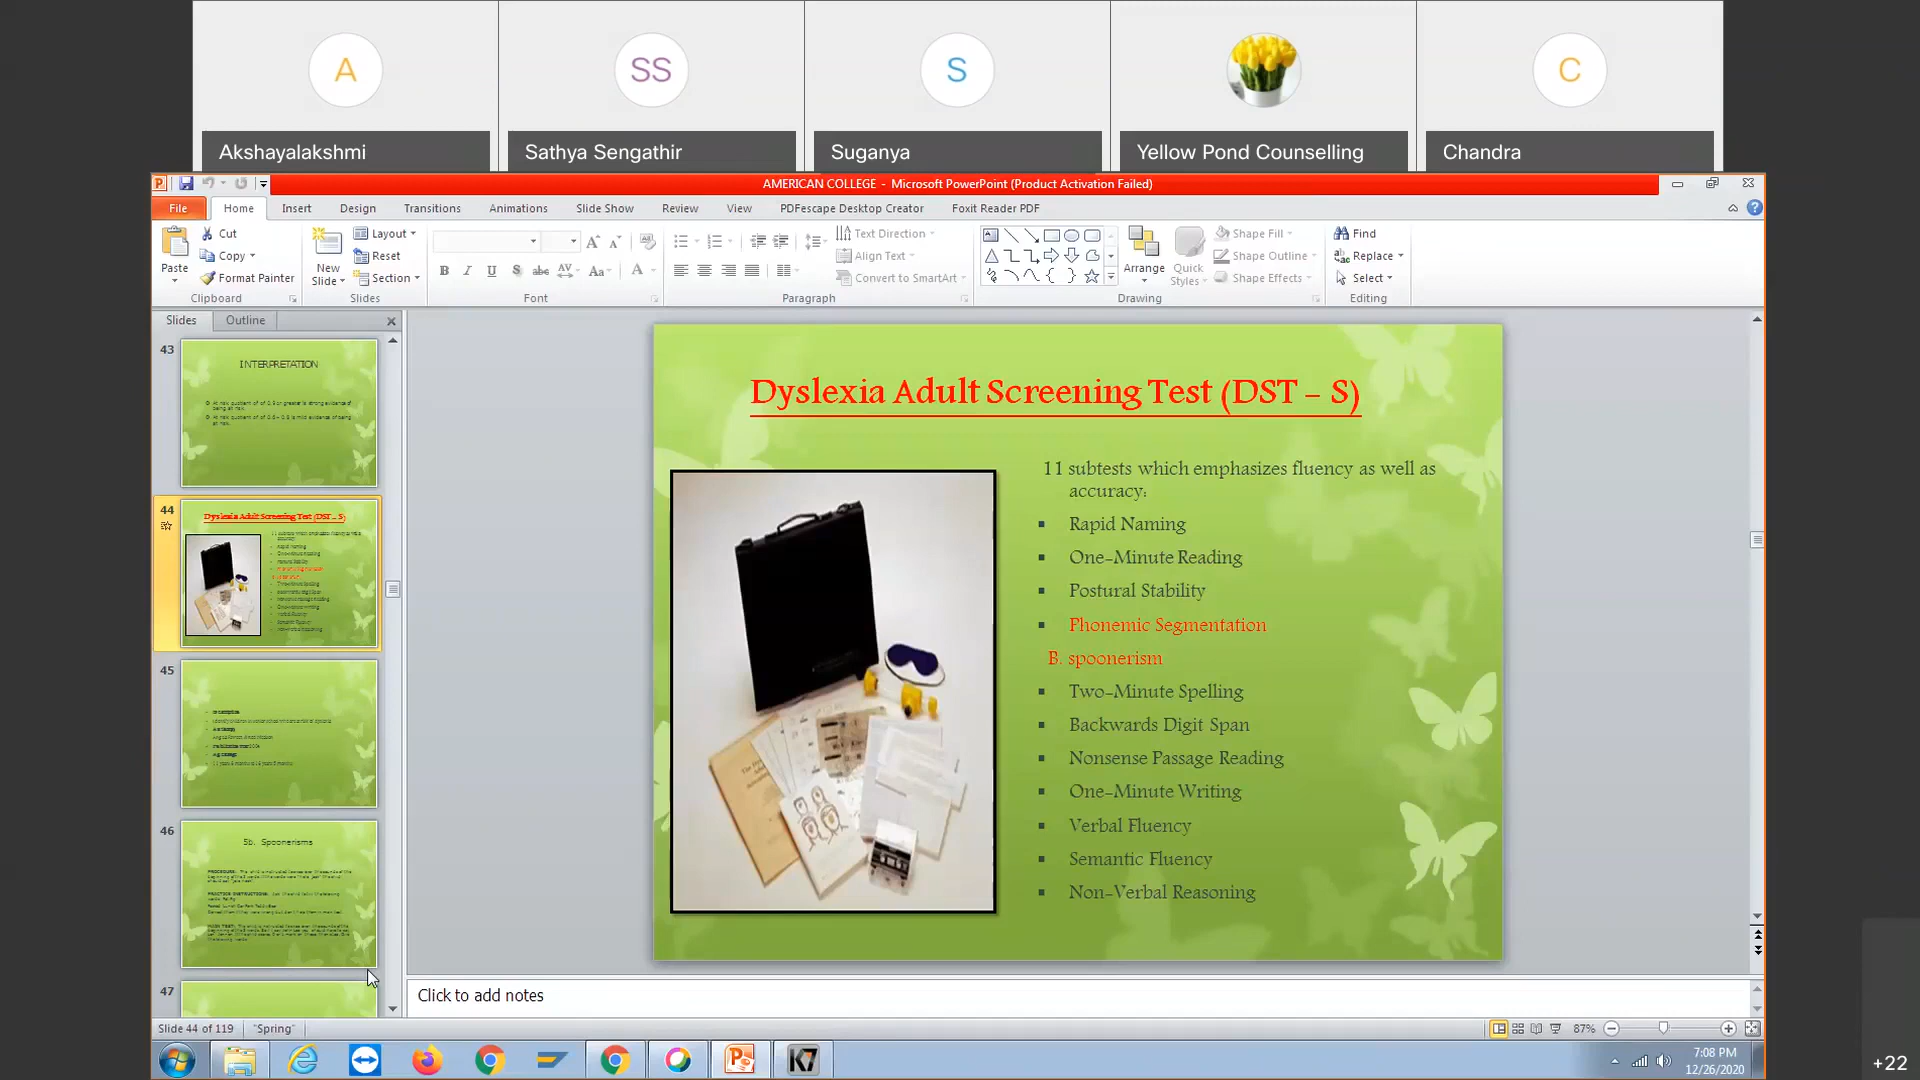 A
SS
S
C
Akshayalakshmi
Sathya Sengathir
Suganya
Yellow Pond Counselling
Chandra
AMERICAN COLLEGE - Microsoft PowerPoint (Product Activation Failed)
File Home Insert Design Transitions Animations Slide Show Review View PDFescape Desktop Creator Foxit Reader PDF
Paste
Cut
Copy
Format Painter
Clipboard
New
Slide
Layout
Reset
Section
Slides
Font
Text Direction
Align Text
Convert to SmartArt
Paragraph
Arrange
Quick
Styles
Shape Fill
Shape Outline
Shape Effects
Drawing
Find
Replace
Select
Editing
Slides Outline
43
INTERPRETATION
44
Dyslexia Adult Screening Test (DST – S)
45
46
5b. Spoonerisms
47
Dyslexia Adult Screening Test (DST – S)
11 subtests which emphasizes fluency as well as
accuracy:
Rapid Naming
One-Minute Reading
Postural Stability
Phonemic Segmentation
B. spoonerism
Two-Minute Spelling
Backwards Digit Span
Nonsense Passage Reading
One-Minute Writing
Verbal Fluency
Semantic Fluency
Non-Verbal Reasoning
Click to add notes
Slide 44 of 119 "Spring" 87%
7:08 PM
12/26/2020
+22